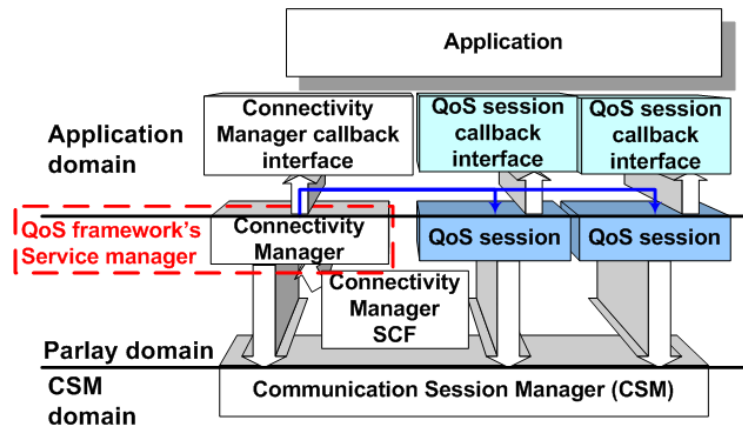 Application
Connectivity
Manager callback
interface
QoS session
callback
interface
QoS session
callback
interface
Application
domain
QoS framework's
Service manager
Connectivity
Manager
QoS session
QoS session
Connectivity
Manager
SCF
Parlay domain
CSM
domain
Communication Session Manager (CSM)